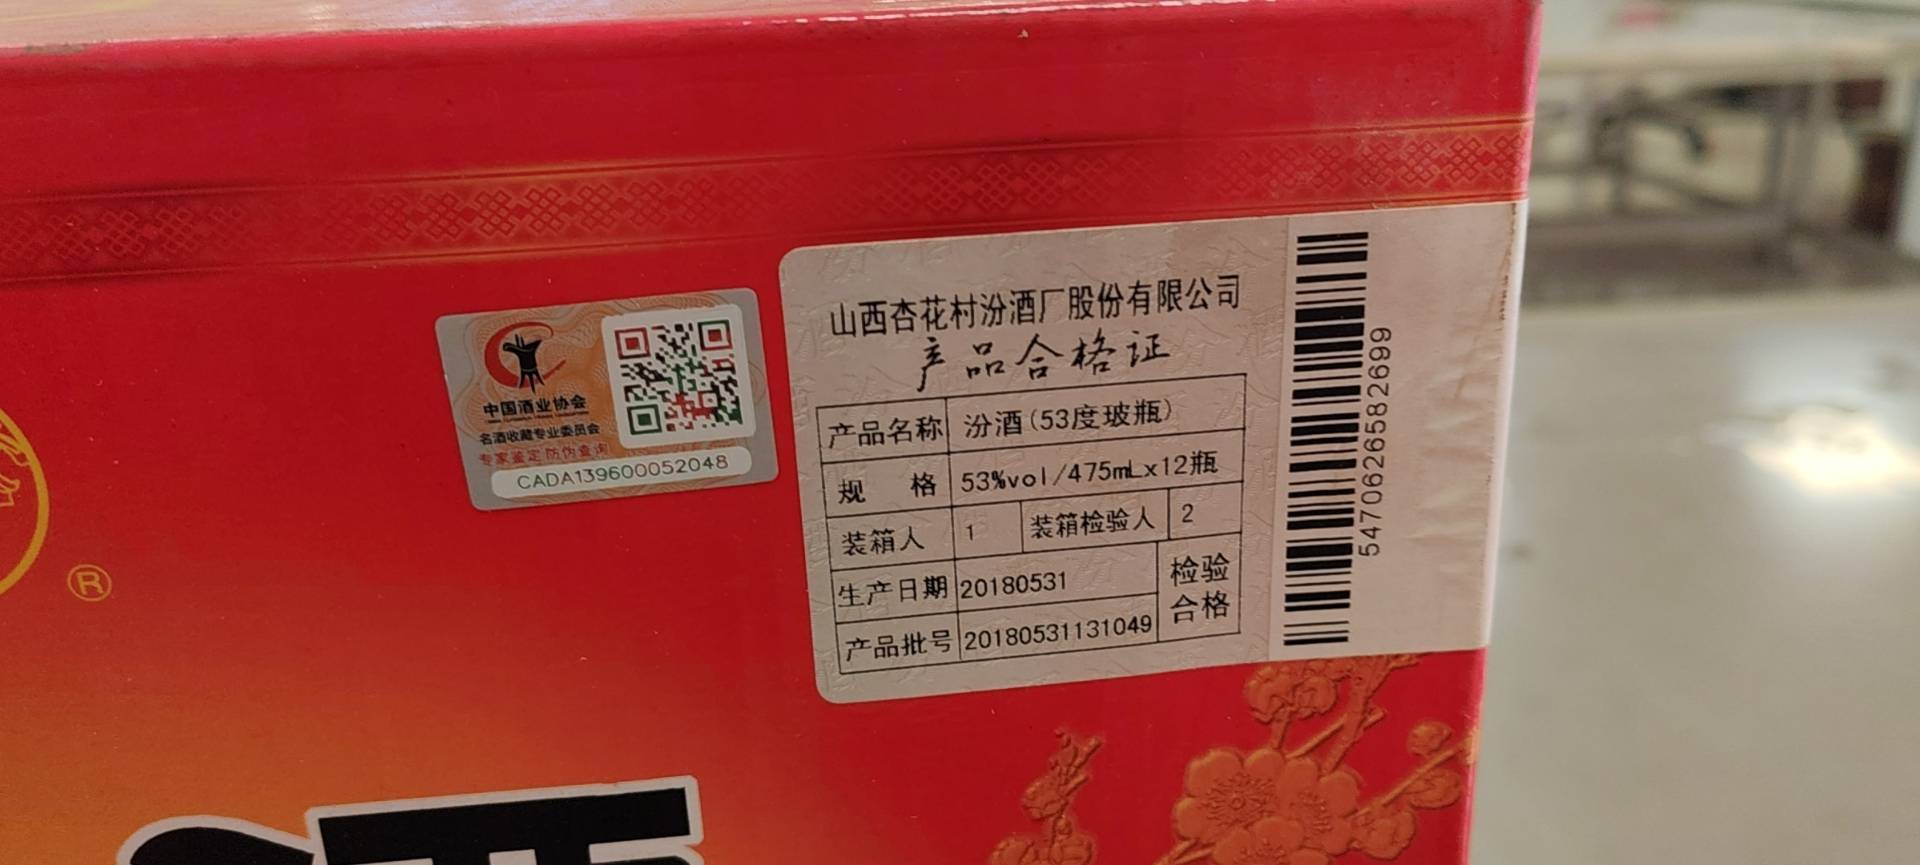 ®
中国酒业协会
名酒收藏专业委员会
专家鉴定 防伪查询
CADA139600052048
山西杏花村汾酒厂股份有限公司
产品合格证
产品名称 汾酒(53度玻瓶)
规 格 53%vol/475mLx12瓶
装箱人 1 装箱检验人 2
生产日期 20180531 检验
产品批号 20180531131049 合格
5470626582699